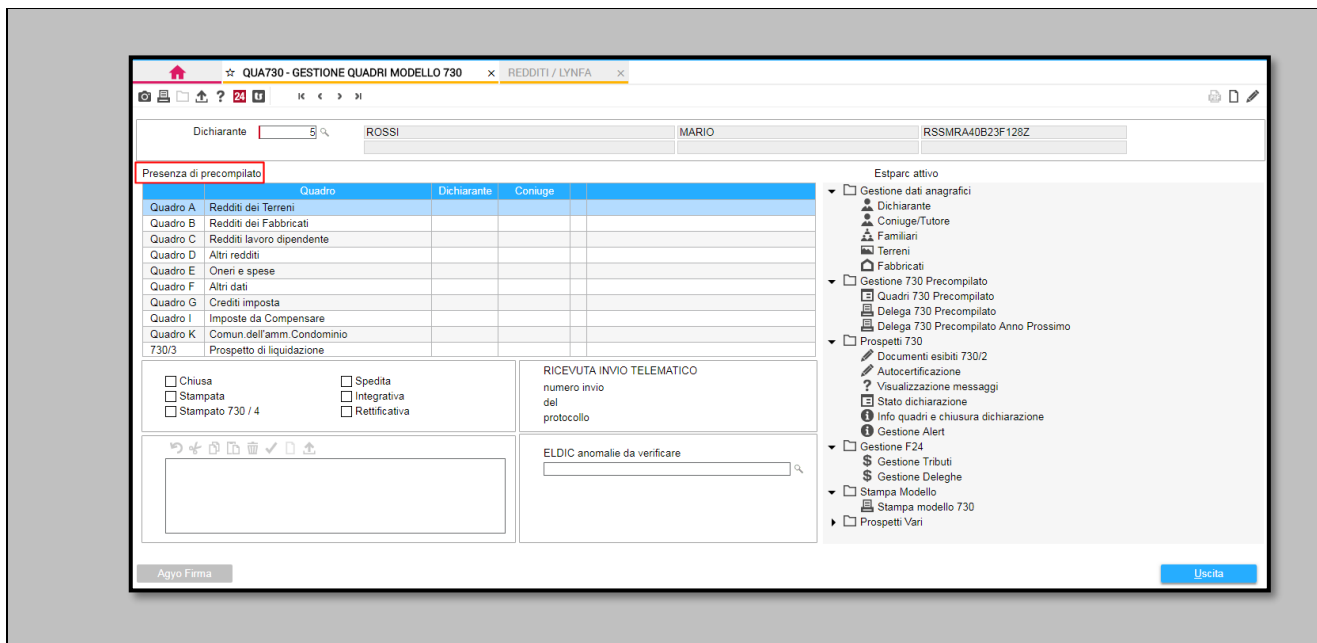 QUA730 - GESTIONE QUADRI MODELLO 730 x REDDITI / LYNFA x
? 24
Dichiarante 5 ROSSI MARIO RSSMRA40B23F128Z
Presenza di precompilato
Quadro Dichiarante Coniuge
Quadro A Redditi dei Terreni
Quadro B Redditi dei Fabbricati
Quadro C Redditi lavoro dipendente
Quadro D Altri redditi
Quadro E Oneri e spese
Quadro F Altri dati
Quadro G Crediti imposta
Quadro I Imposte da Compensare
Quadro K Comun.dell'amm.Condominio
730/3 Prospetto di liquidazione
Chiusa Spedita
Stampata Integrativa
Stampato 730 / 4 Rettificativa
RICEVUTA INVIO TELEMATICO
numero invio
del
protocollo
ELDIC anomalie da verificare
Estparc attivo
Gestione dati anagrafici
Dichiarante
Coniuge/Tutore
Familiari
Terreni
Fabbricati
Gestione 730 Precompilato
Quadri 730 Precompilato
Delega 730 Precompilato
Delega 730 Precompilato Anno Prossimo
Prospetti 730
Documenti esibiti 730/2
Autocertificazione
? Visualizzazione messaggi
Stato dichiarazione
Info quadri e chiusura dichiarazione
Gestione Alert
Gestione F24
$ Gestione Tributi
$ Gestione Deleghe
Stampa Modello
Stampa modello 730
Prospetti Vari
Agyo Firma
Uscita